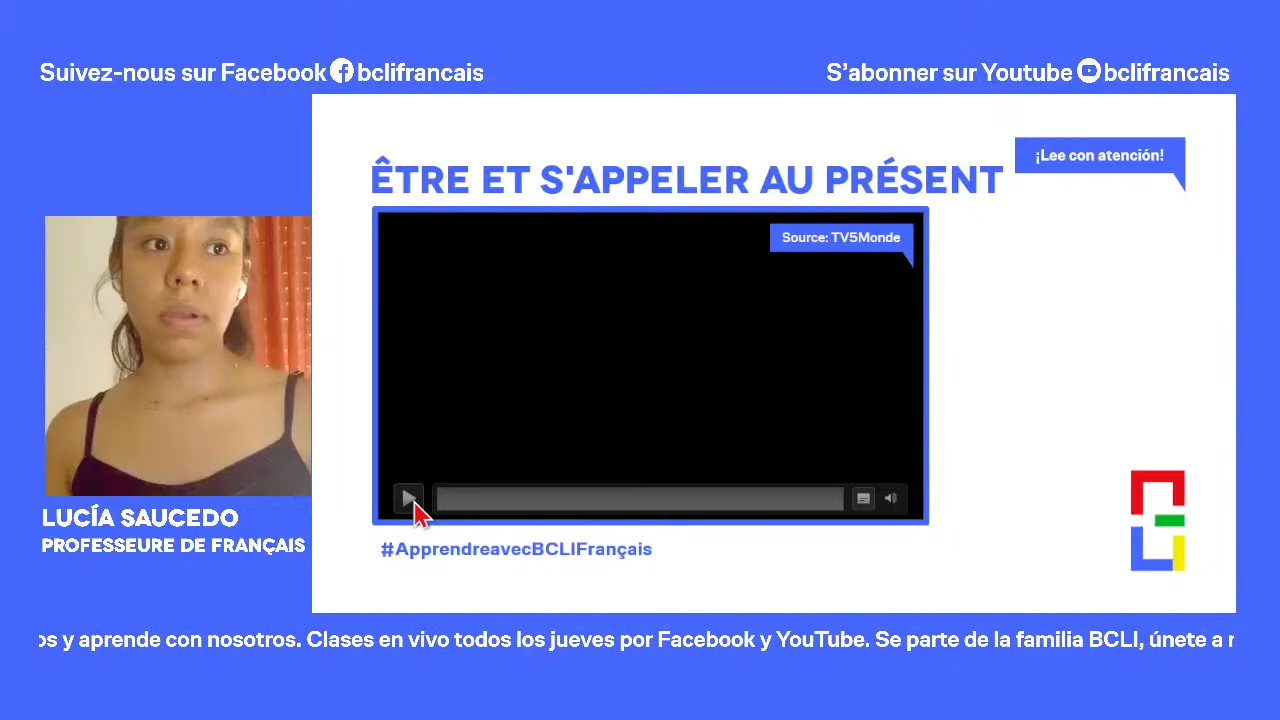 Suivez-nous sur Facebook bclifrancais
S'abonner sur Youtube bclifrancais
¡Lee con atención!
ÊTRE ET S'APPELER AU PRÉSENT
Source: TV5Monde
LUCÍA SAUCEDO
PROFESSEURE DE FRANÇAIS
#ApprendreavecBCLIFrançais
y aprende con nosotros. Clases en vivo todos los jueves por Facebook y YouTube. Se parte de la familia BCLI, únete a